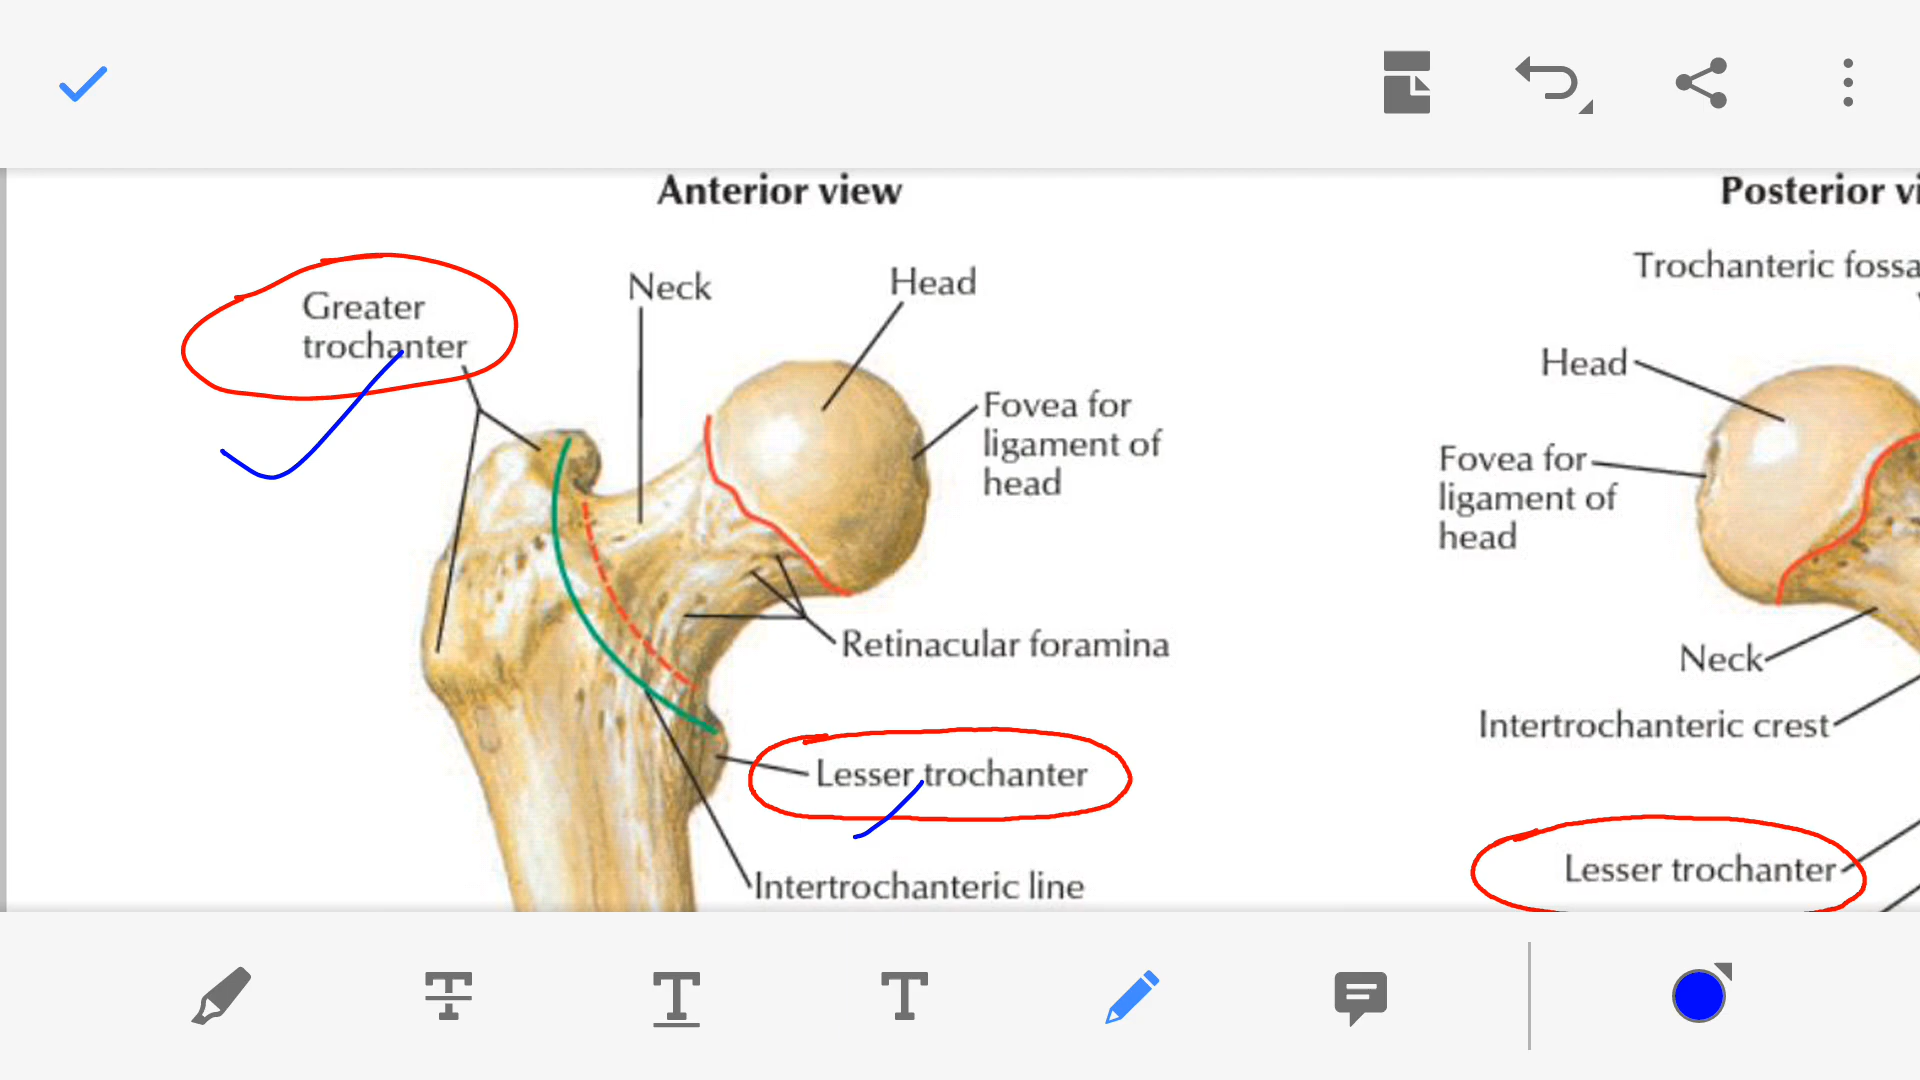 Anterior view
Posterior vi
Greater
trochanter
Neck
Head
Fovea for
ligament of
head
Retinacular foramina
Lesser trochanter
Intertrochanteric line
Trochanteric fossa
Head
Fovea for
ligament of
head
Neck
Intertrochanteric crest
Lesser trochanter